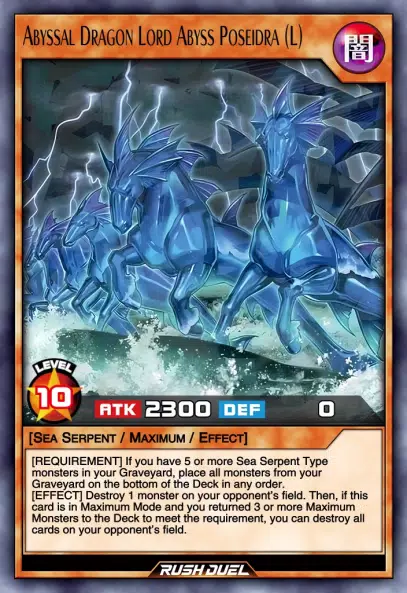 Abyssal Dragon Lord Abyss Poseidra (L)
闇
LEVEL
10
ATK 2300 DEF 0
[Sea Serpent / Maximum / Effect]
[REQUIREMENT] If you have 5 or more Sea Serpent Type
monsters in your Graveyard, place all monsters from your
Graveyard on the bottom of the Deck in any order.
[EFFECT] Destroy 1 monster on your opponent's field. Then, if this
card is in Maximum Mode and you returned 3 or more Maximum
Monsters to the Deck to meet the requirement, you can destroy all
cards on your opponent's field.
RUSH DUEL